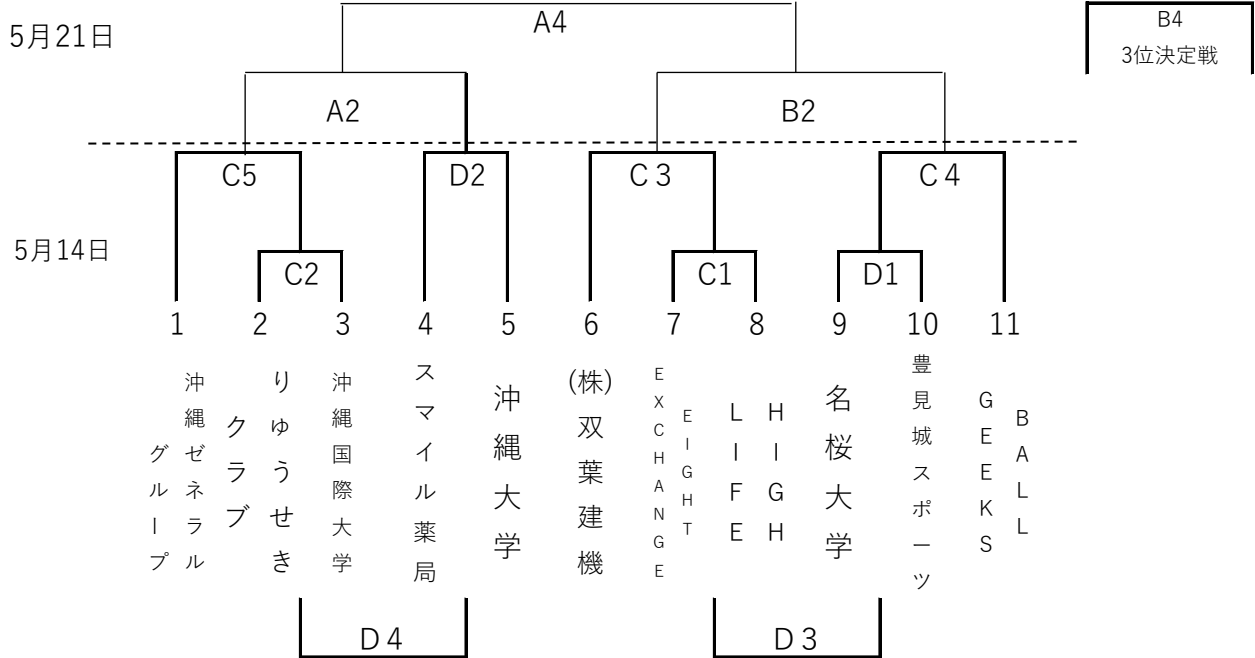 5月21日
A4
B4
3位決定戦
A2
B2
C5
D2
C3
C4
5月14日
C2
C1
D1
1
2
3
4
5
6
7
8
9
10
11
沖縄ゼネラル
グループ
りゅうせき
クラブ
沖縄国際大学
スマイル薬局
沖縄大学
(株)双葉建機
EIGHT
EXCHANGE
HIGH
LIFE
名桜大学
豊見城スポーツ
BALL
GEEKS
D4
D3